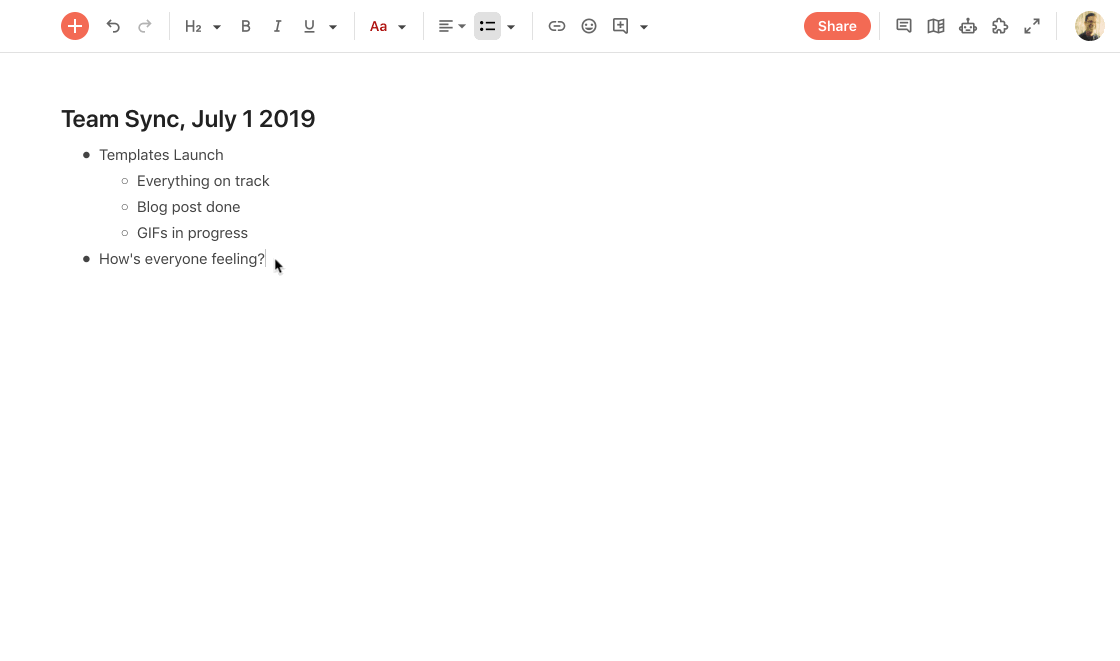 H₂ B I U Aa Share
Team Sync, July 1 2019
Templates Launch
Everything on track
Blog post done
GIFs in progress
How's everyone feeling?